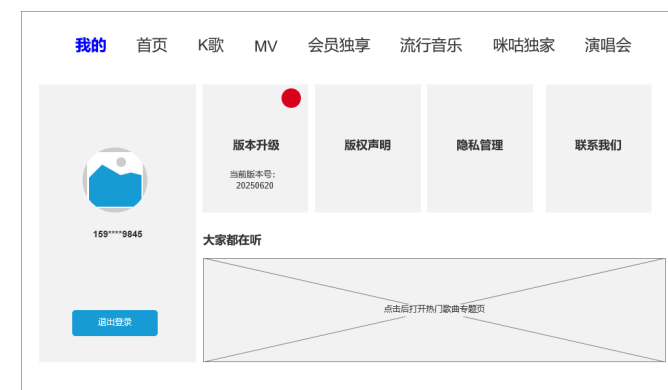 我的 首页 K歌 MV 会员独享 流行音乐 咪咕独家 演唱会
版本升级 版权声明 隐私管理 联系我们
当前版本号：
20250620
159****9845
大家都在听
点击后打开热门歌曲专题页
退出登录